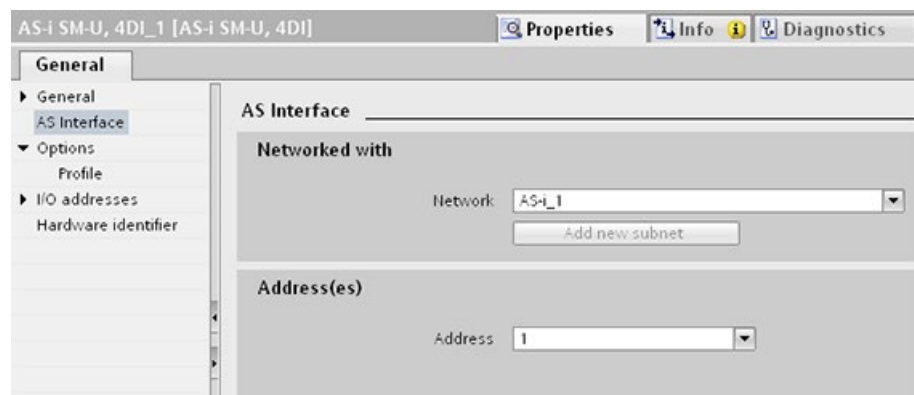 AS-i SM-U, 4DI_1 [AS-i SM-U, 4DI]
Properties
Info
Diagnostics
General
General
AS Interface
Options
Profile
I/O addresses
Hardware identifier
AS Interface
Networked with
Network AS-i_1
Add new subnet
Address(es)
Address 1